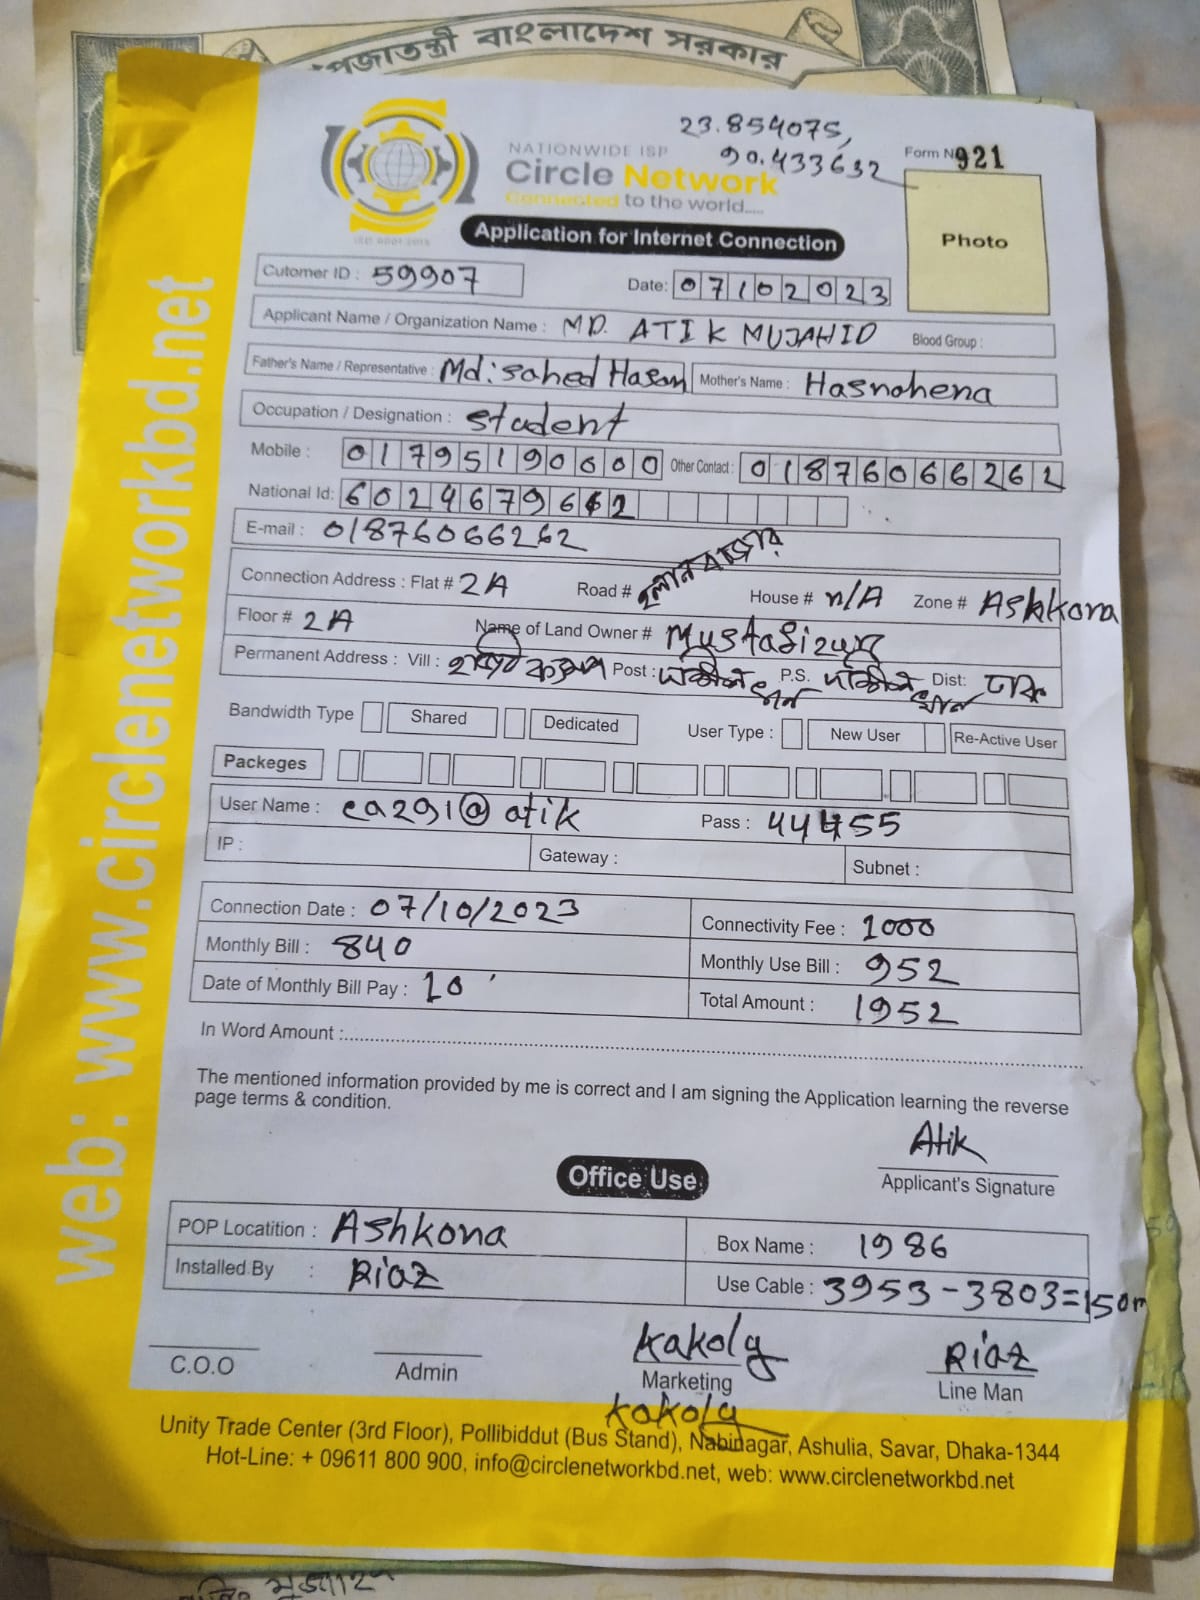 প্রজাতন্ত্রী বাংলাদেশ সরকার
23.854075,
90.433632
NATIONWIDE ISP
Circle Network
Connected to the world....
ISO 9001:2015
Form N 921
Photo
Application for Internet Connection
Cutomer ID : 59907
Date: 07102023
Applicant Name / Organization Name : MD. ATIK MUJAHID Blood Group :
Father's Name / Representative : Md: sahed Hasan Mother's Name : Hasnahena
Occupation / Designation : Student
Mobile : 01795190600 Other Contact : 01876066262
National Id: 6024679612
E-mail : 01876066262
Connection Address : Flat # 2A Road # House # n/A Zone # Ashkona
Floor # 2A Name of Land Owner # Mustafizur
Permanent Address : Vill : Post : P.S. Dist:
Bandwidth Type Shared Dedicated User Type : New User Re-Active User
Packeges
User Name : ca291@atik Pass : 44455
IP : Gateway : Subnet :
Connection Date : 07/10/2023 Connectivity Fee : 1000
Monthly Bill : 840 Monthly Use Bill : 952
Date of Monthly Bill Pay : 10 Total Amount : 1952
In Word Amount :
The mentioned information provided by me is correct and I am signing the Application learning the reverse
page terms & condition.
Atik
Applicant's Signature
Office Use
POP Locatition : Ashkona Box Name : 1986
Installed By : Riaz Use Cable : 3953-3803=150m
Kakoly Riaz
C.O.O Admin Marketing Line Man
Kakoly
Unity Trade Center (3rd Floor), Pollibiddut (Bus Stand), Nabinagar, Ashulia, Savar, Dhaka-1344
Hot-Line: + 09611 800 900, info@circlenetworkbd.net, web: www.circlenetworkbd.net
web: www.circlenetworkbd.net